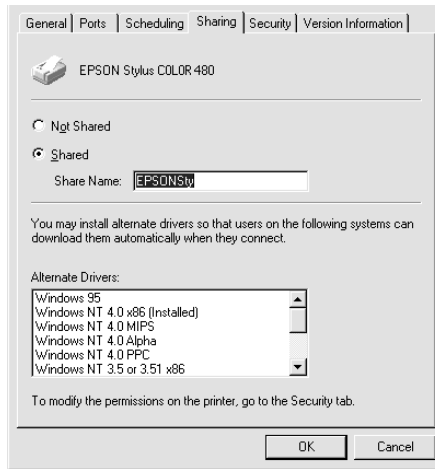 General Ports Scheduling Sharing Security Version Information
EPSON Stylus COLOR 480
Not Shared
Shared
Share Name: EPSONSty
You may install alternate drivers so that users on the following systems can
download them automatically when they connect.
Alternate Drivers:
Windows 95
Windows NT 4.0 x86 (Installed)
Windows NT 4.0 MIPS
Windows NT 4.0 Alpha
Windows NT 4.0 PPC
Windows NT 3.5 or 3.51 x86
To modify the permissions on the printer, go to the Security tab.
OK Cancel